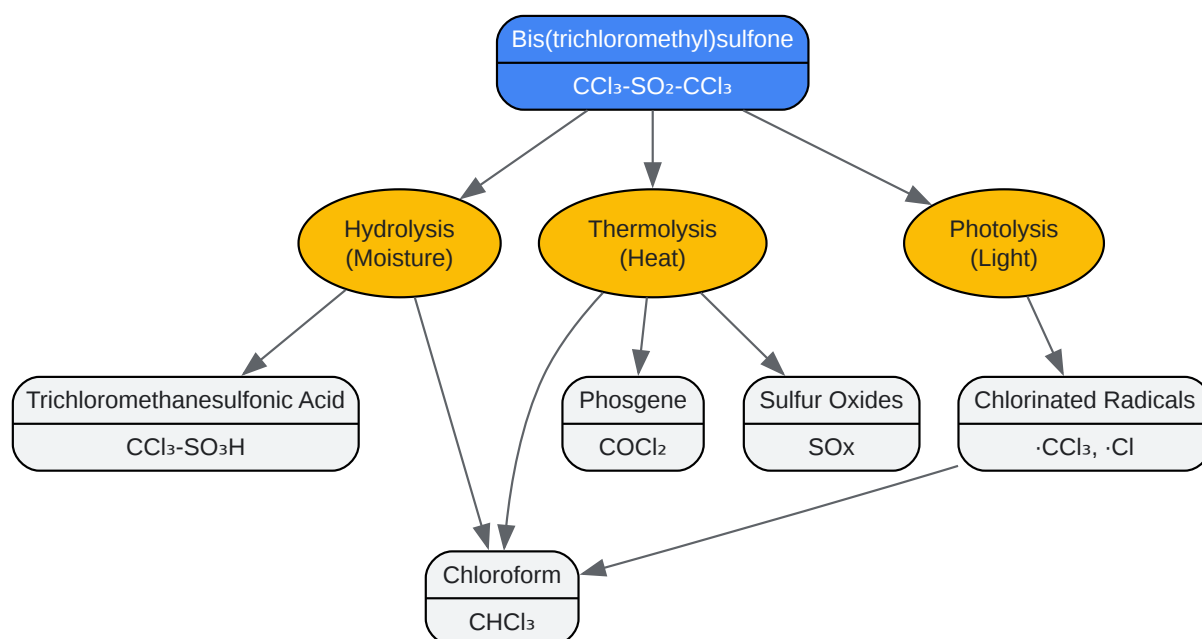 Bis(trichloromethyl)sulfone
CCl₃-SO₂-CCl₃
Hydrolysis
(Moisture)
Thermolysis
(Heat)
Photolysis
(Light)
Trichloromethanesulfonic Acid
CCl₃-SO₃H
Phosgene
COCl₂
Sulfur Oxides
SOx
Chlorinated Radicals
·CCl₃, ·Cl
Chloroform
CHCl₃